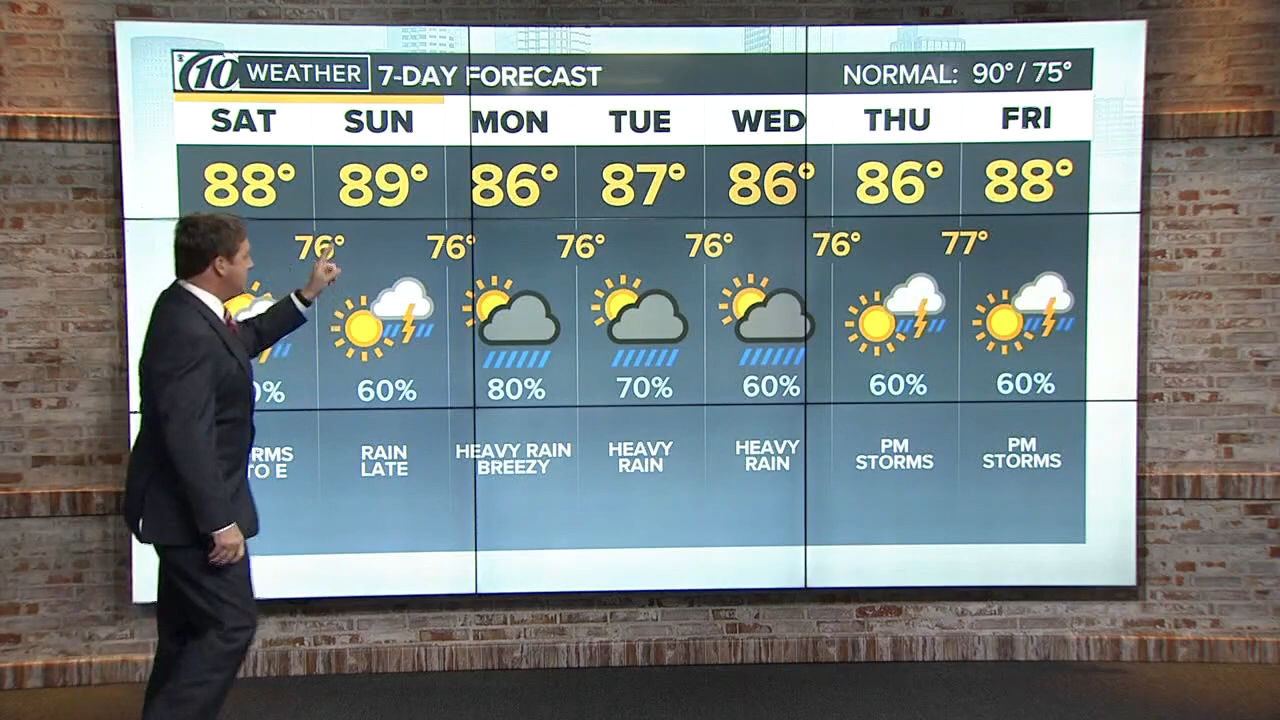 10 WEATHER 7-DAY FORECAST NORMAL: 90°/75°
SAT SUN MON TUE WED THU FRI
88° 89° 86° 87° 86° 86° 88°
76° 76° 76° 76° 76° 77°
60% 80% 70% 60% 60% 60%
RAIN LATE
HEAVY RAIN BREEZY
HEAVY RAIN
HEAVY RAIN
PM STORMS
PM STORMS